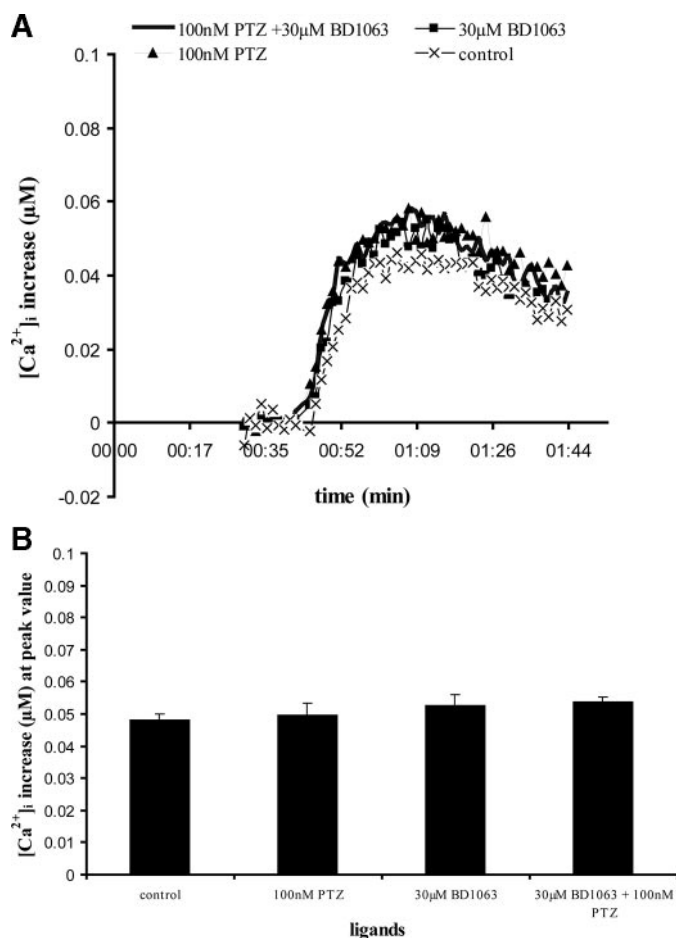 A
100nM PTZ +30µM BD1063
30µM BD1063
100nM PTZ
control
[Ca2+]i increase (µM)
0.1
0.08
0.06
0.04
0.02
0
-0.02
00:00 00:17 00:35 00:52 01:09 01:26 01:44
time (min)
B
[Ca2+]i increase (µM) at peak value
0.1
0.09
0.08
0.07
0.06
0.05
0.04
0.03
0.02
0.01
0
control
100nM PTZ
30µM BD1063
30µM BD1063 + 100nM
PTZ
ligands